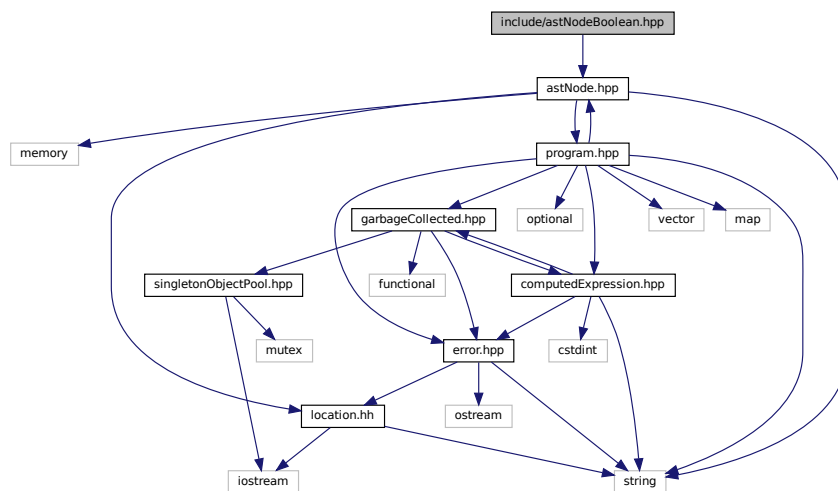 include/astNodeBoolean.hpp
astNode.hpp
memory
program.hpp
garbageCollected.hpp
optional
vector
map
singletonObjectPool.hpp
functional
computedExpression.hpp
mutex
error.hpp
cstdint
location.hh
ostream
iostream
string